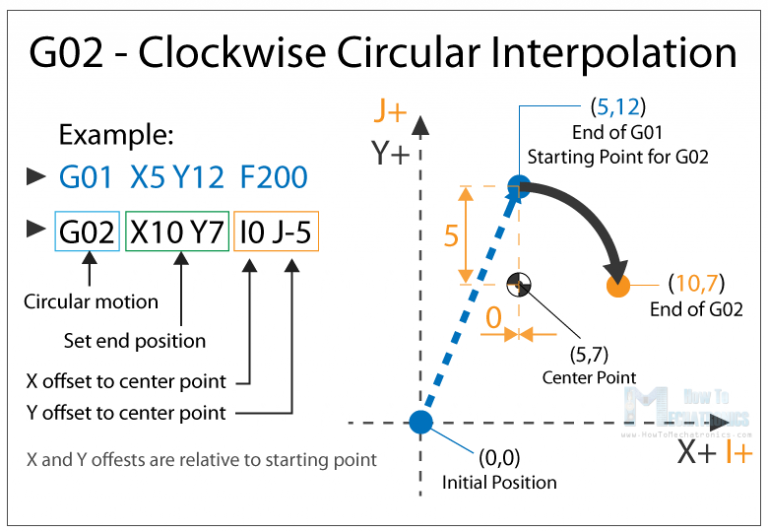 G02 - Clockwise Circular Interpolation
Example:
G01 X5 Y12 F200
G02 X10 Y7 I0 J-5
Circular motion
Set end position
X offset to center point
Y offset to center point
X and Y offests are relative to starting point
J+
Y+
(5,12)
End of G01
Starting Point for G02
5
0
(10,7)
End of G02
(5,7)
Center Point
(0,0)
Initial Position
X+ I+
How To
MECHATRONICS
www.HowToMechatronics.com